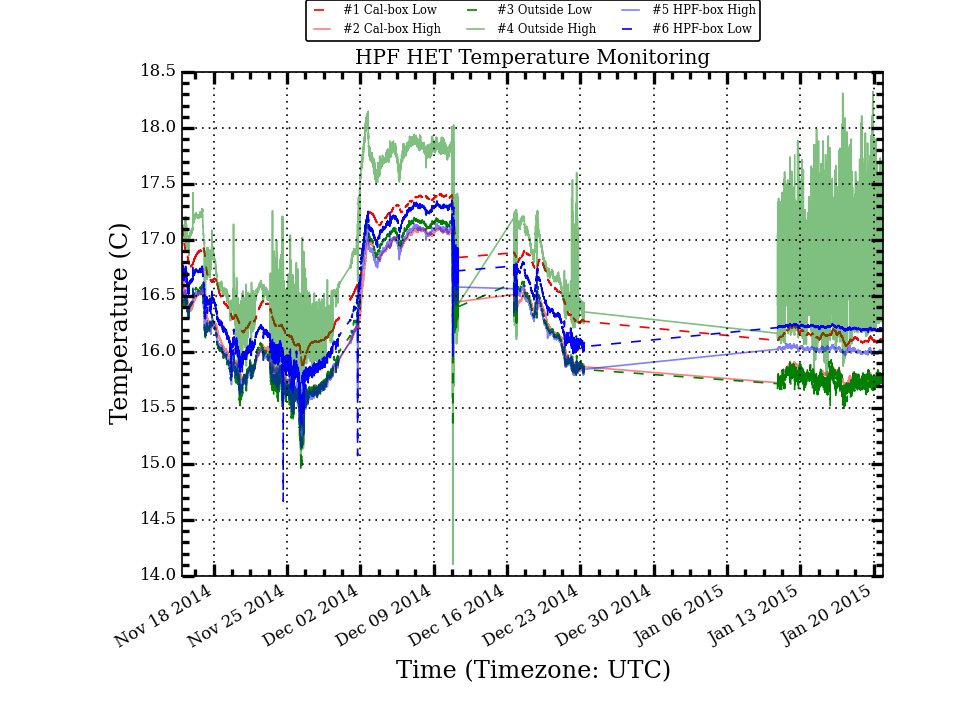 #1 Cal-box Low #3 Outside Low #5 HPF-box High
#2 Cal-box High #4 Outside High #6 HPF-box Low
HPF HET Temperature Monitoring
18.5
18.0
17.5
17.0
16.5
16.0
15.5
15.0
14.5
14.0
Temperature (C)
Nov 18 2014 Nov 25 2014 Dec 02 2014 Dec 09 2014 Dec 16 2014 Dec 23 2014 Dec 30 2014 Jan 06 2015 Jan 13 2015 Jan 20 2015
Time (Timezone: UTC)